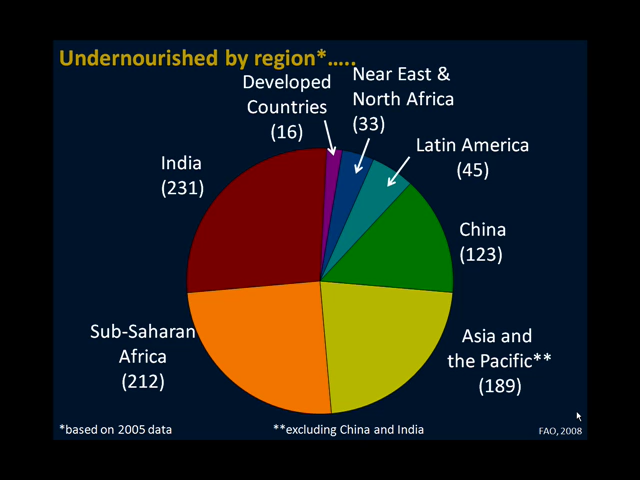 Undernourished by region*…..
Developed
Countries
(16)
Near East &
North Africa
(33)
Latin America
(45)
India
(231)
China
(123)
Sub-Saharan
Africa
(212)
Asia and
the Pacific**
(189)
*based on 2005 data
**excluding China and India
FAO, 2008